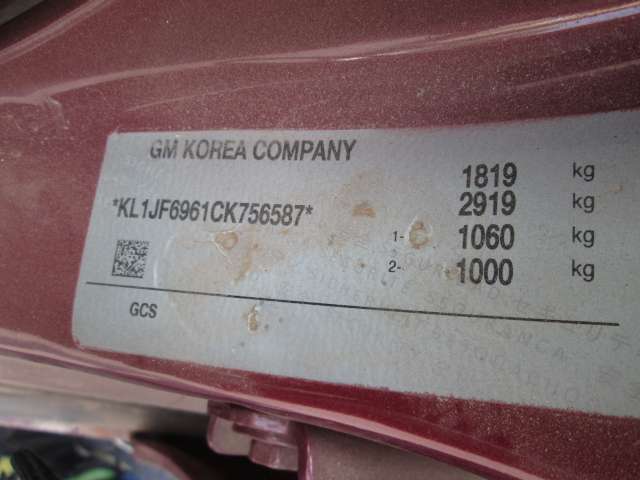 GM KOREA COMPANY
1819 kg
*KL1JF6961CK756587* 2919 kg
1- 1060 kg
2- 1000 kg
GCS